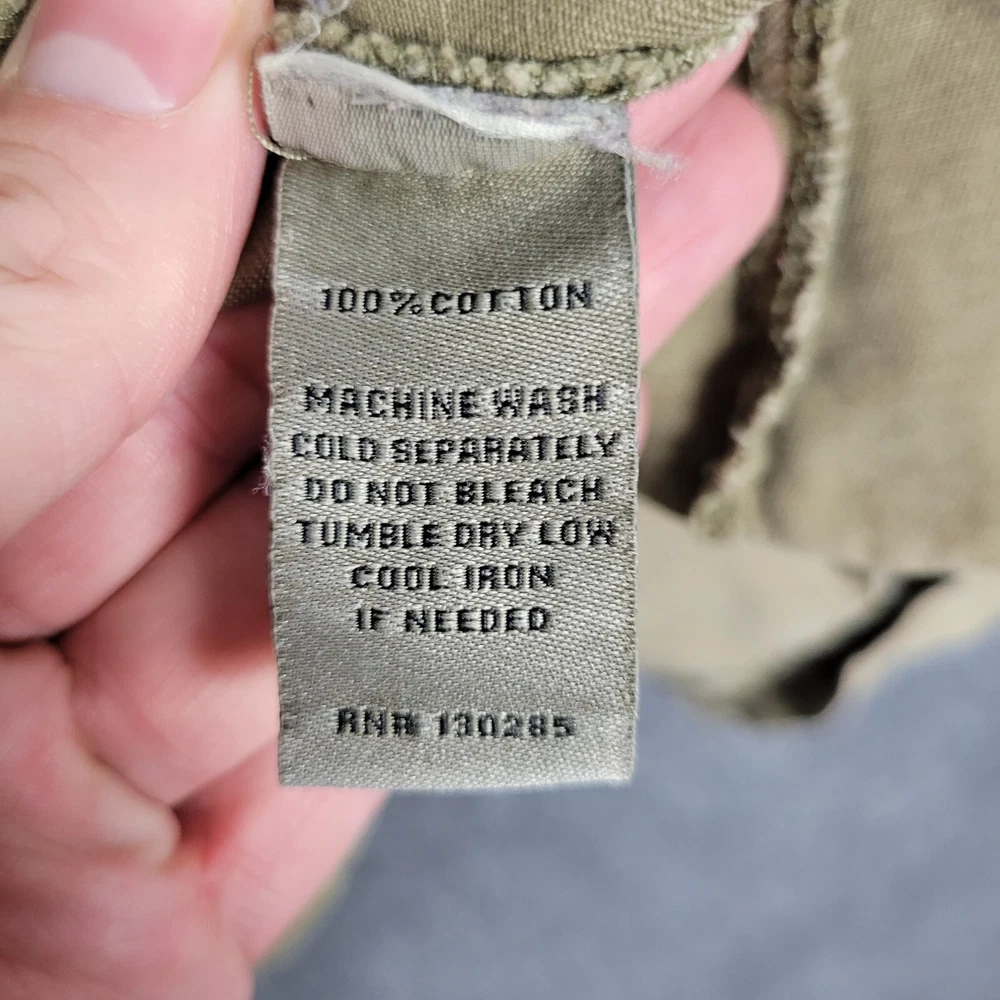 100% COTTON
MACHINE WASH
COLD SEPARATELY
DO NOT BLEACH
TUMBLE DRY LOW
COOL IRON
IF NEEDED
RN# 130285